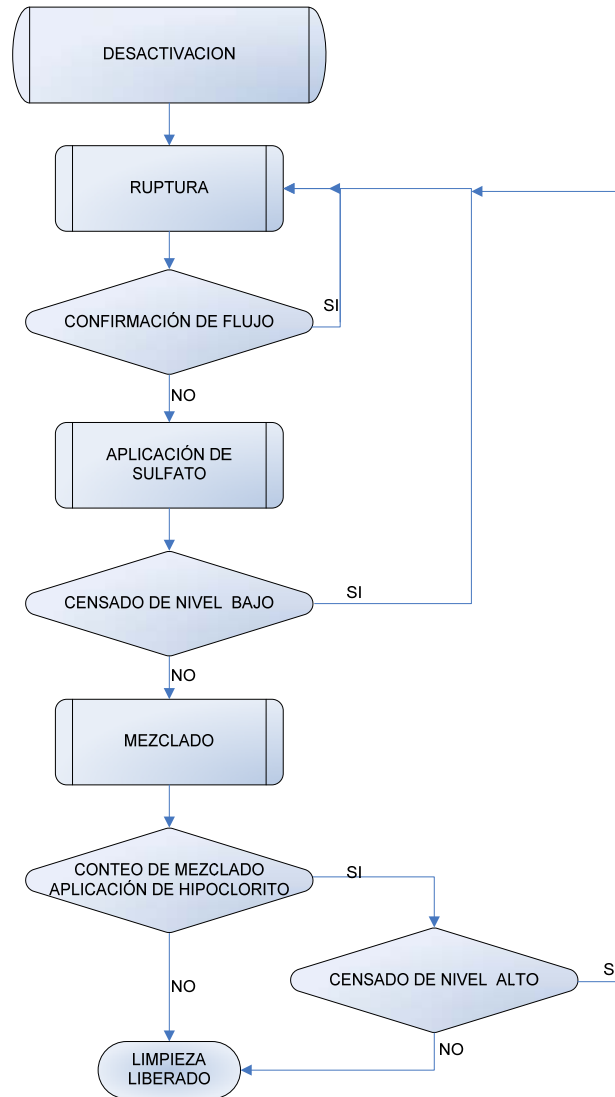 DESACTIVACION
RUPTURA
CONFIRMACIÓN DE FLUJO
SI
NO
APLICACIÓN DE
SULFATO
CENSADO DE NIVEL BAJO
SI
NO
MEZCLADO
CONTEO DE MEZCLADO
APLICACIÓN DE HIPOCLORITO
SI
NO
CENSADO DE NIVEL ALTO
S
NO
LIMPIEZA
LIBERADO